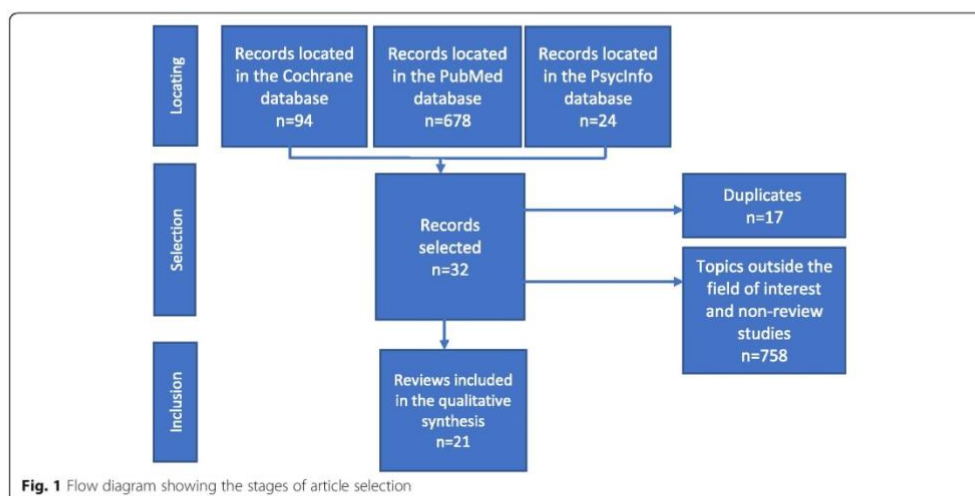 Locating
Records located
in the Cochrane
database
n=94
Records located
in the PubMed
database
n=678
Records located
in the PsycInfo
database
n=24
Selection
Records
selected
n=32
Duplicates
n=17
Topics outside the
field of interest
and non-review
studies
n=758
Inclusion
Reviews included
in the qualitative
synthesis
n=21
Fig. 1 Flow diagram showing the stages of article selection